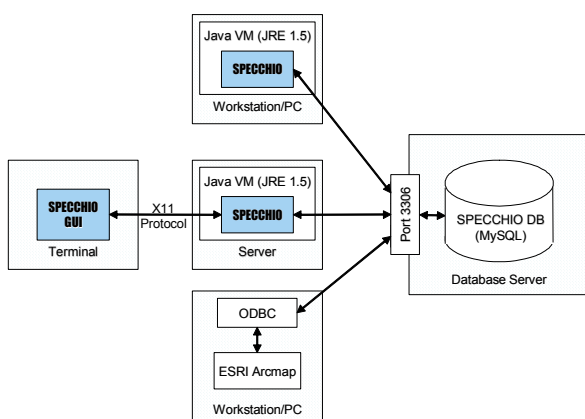 Java VM (JRE 1.5)
SPECCHIO
Workstation/PC
SPECCHIO
GUI
Terminal
X11
Protocol
Java VM (JRE 1.5)
SPECCHIO
Server
Port 3306
SPECCHIO DB
(MySQL)
Database Server
ODBC
ESRI Arcmap
Workstation/PC